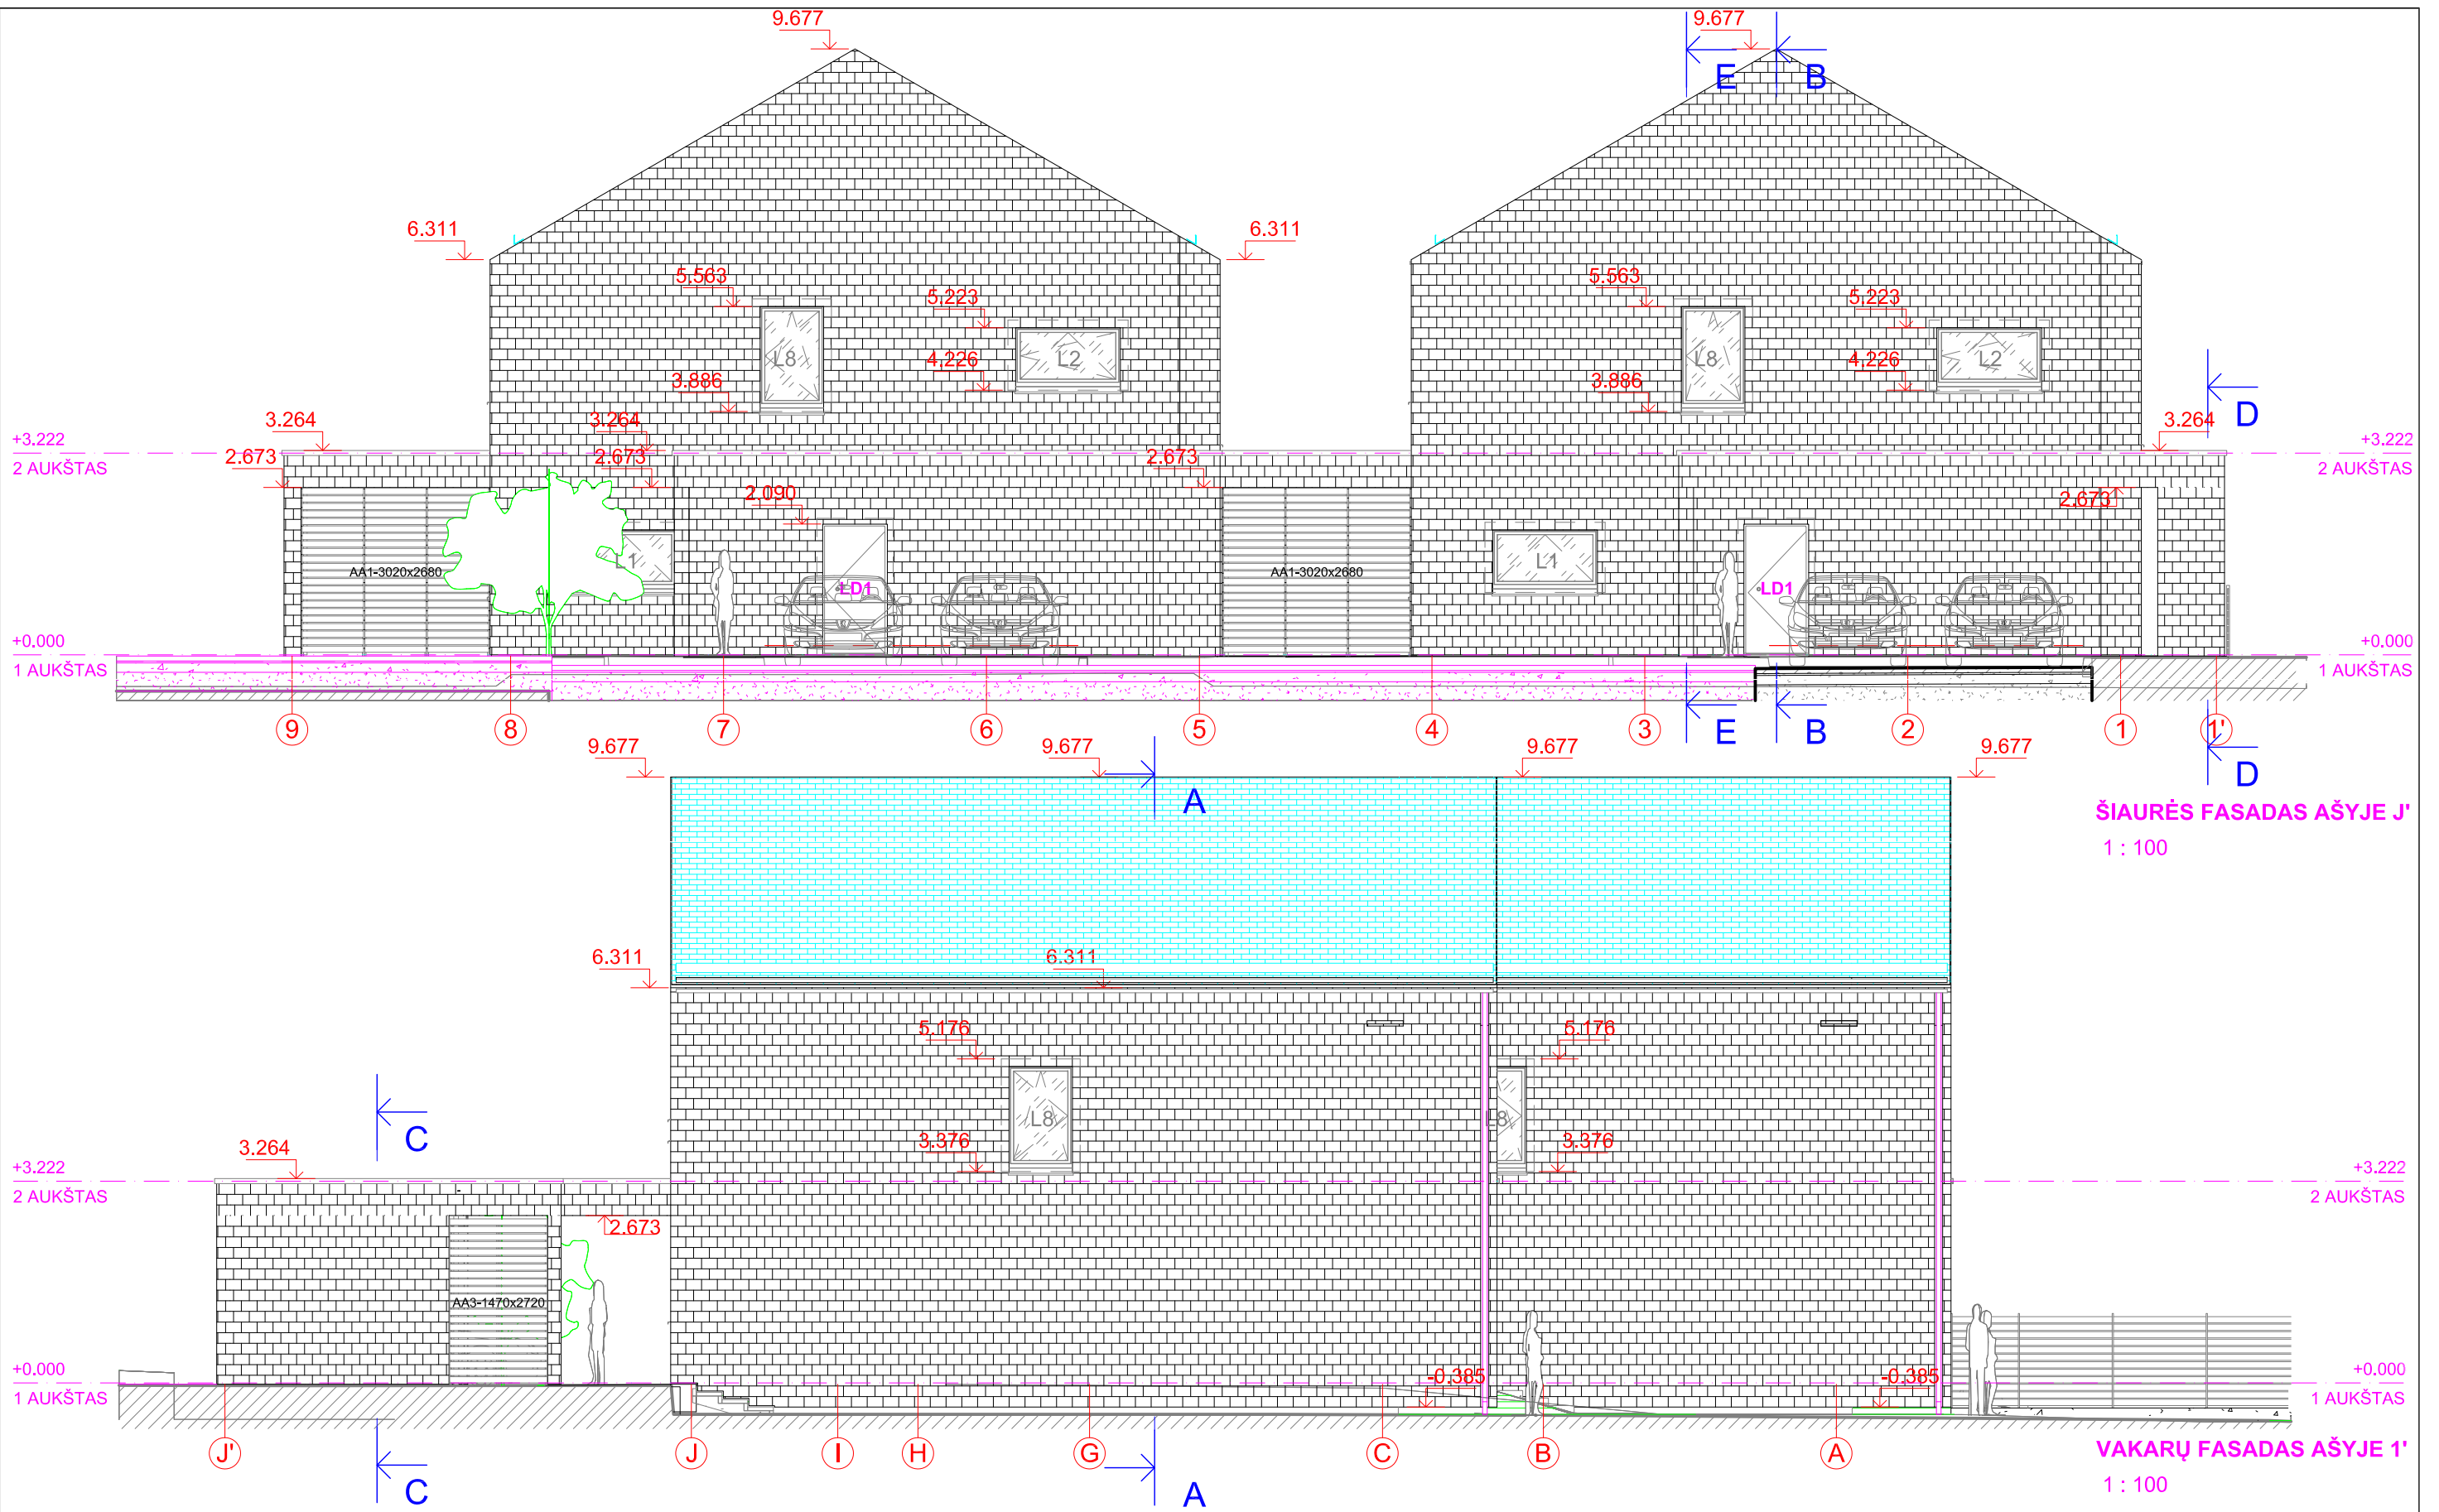 9.677 9.677
E B
6.311 6.311
5.563 5.223 5.563 5.223
L8 L2 L8 L2
4.226 4.226
3.886 3.886
D
3.264 3.264 3.264
+3.222 +3.222
2 AUKŠTAS 2 AUKŠTAS
2.673 2.673 2.673
2.090 2.673
L1 L1
AA1-3020x2680 AA1-3020x2680
LD1 LD1
+0.000 +0.000
1 AUKŠTAS 1 AUKŠTAS
9 8 7 6 5 4 3 E B 2 1 1'
9.677 9.677 9.677 9.677
D
A
ŠIAURĖS FASADAS AŠYJE J'
1 : 100
6.311 6.311
5.176 5.176
L8 L8
C
3.264 3.376 3.376
+3.222 +3.222
2 AUKŠTAS 2 AUKŠTAS
2.673
AA3-1470x2720
+0.000 -0.385 -0.385 +0.000
1 AUKŠTAS 1 AUKŠTAS
J' J I H G C B A
VAKARŲ FASADAS AŠYJE 1'
1 : 100
C A